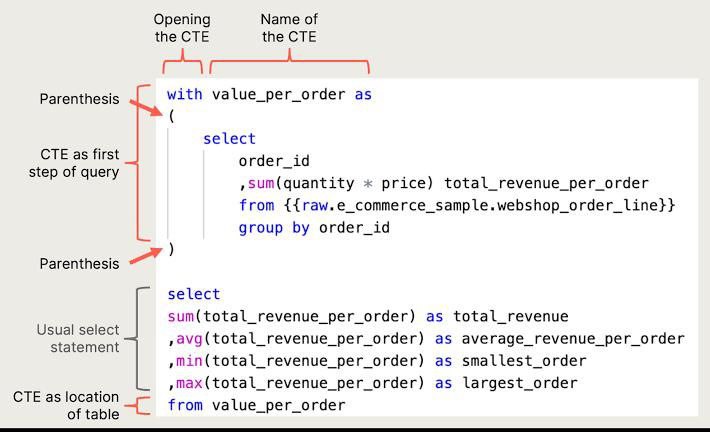 Opening
the CTE
Name of
the CTE
Parenthesis
CTE as first
step of query
Parenthesis
Usual select
statement
CTE as location
of table
with value_per_order as
(
select
order_id
,sum(quantity * price) total_revenue_per_order
from {{raw.e_commerce_sample.webshop_order_line}}
group by order_id
)
select
sum(total_revenue_per_order) as total_revenue
,avg(total_revenue_per_order) as average_revenue_per_order
,min(total_revenue_per_order) as smallest_order
,max(total_revenue_per_order) as largest_order
from value_per_order